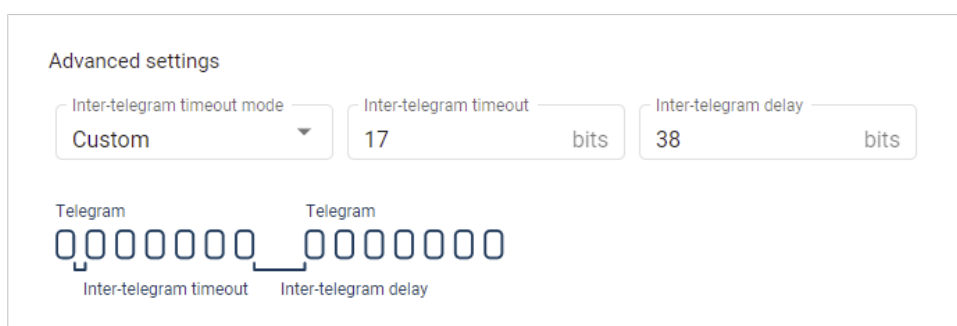 Advanced settings
Inter-telegram timeout mode
Custom
Inter-telegram timeout
17 bits
Inter-telegram delay
38 bits
Telegram Telegram
Inter-telegram timeout Inter-telegram delay